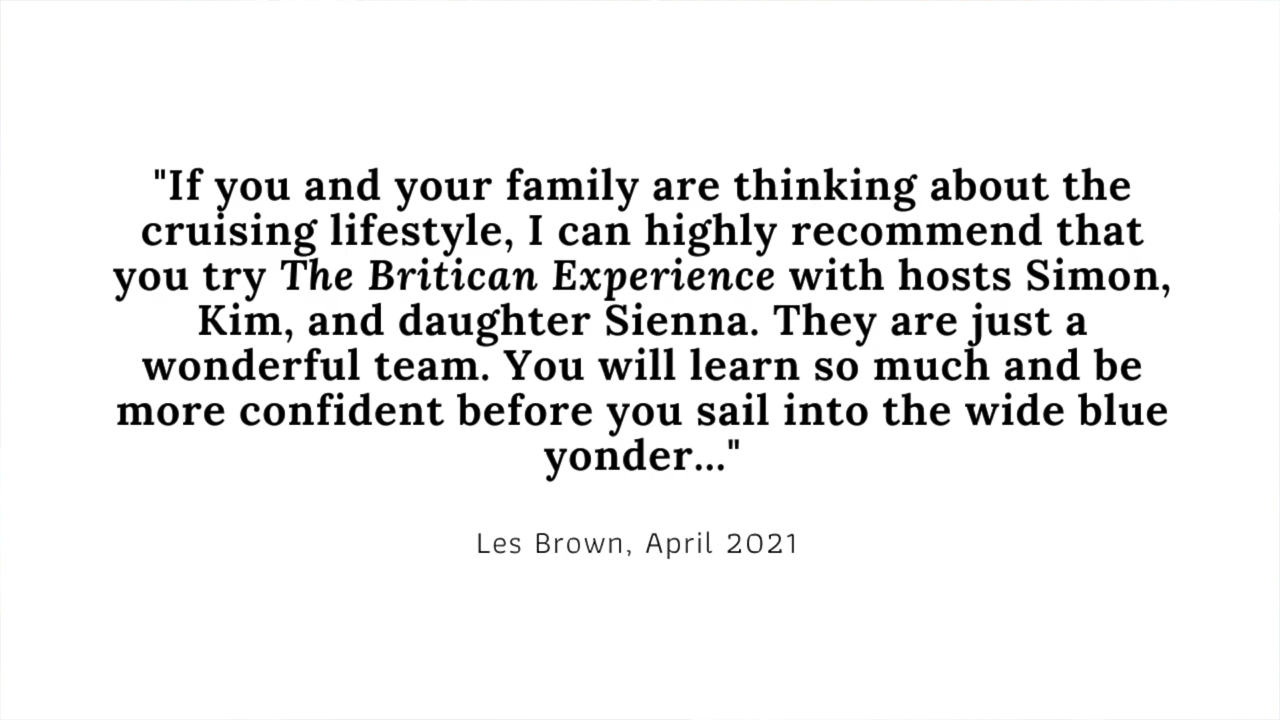 "If you and your family are thinking about the
cruising lifestyle, I can highly recommend that
you try The Britican Experience with hosts Simon,
Kim, and daughter Sienna. They are just a
wonderful team. You will learn so much and be
more confident before you sail into the wide blue
yonder..."
Les Brown, April 2021